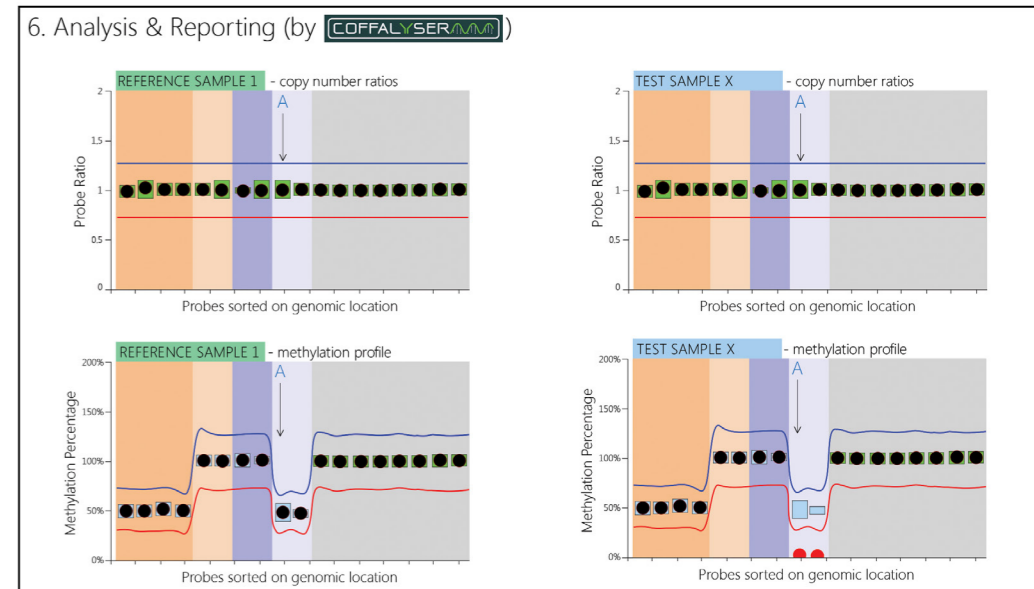 6. Analysis & Reporting (by COFFALYSER)
REFERENCE SAMPLE 1 - copy number ratios
A
2
1.5
1
0.5
0
Probe Ratio
Probes sorted on genomic location
TEST SAMPLE X - copy number ratios
A
2
1.5
1
0.5
0
Probe Ratio
Probes sorted on genomic location
REFERENCE SAMPLE 1 - methylation profile
A
200%
150%
100%
50%
0%
Methylation Percentage
Probes sorted on genomic location
TEST SAMPLE X - methylation profile
A
200%
150%
100%
50%
0%
Methylation Percentage
Probes sorted on genomic location